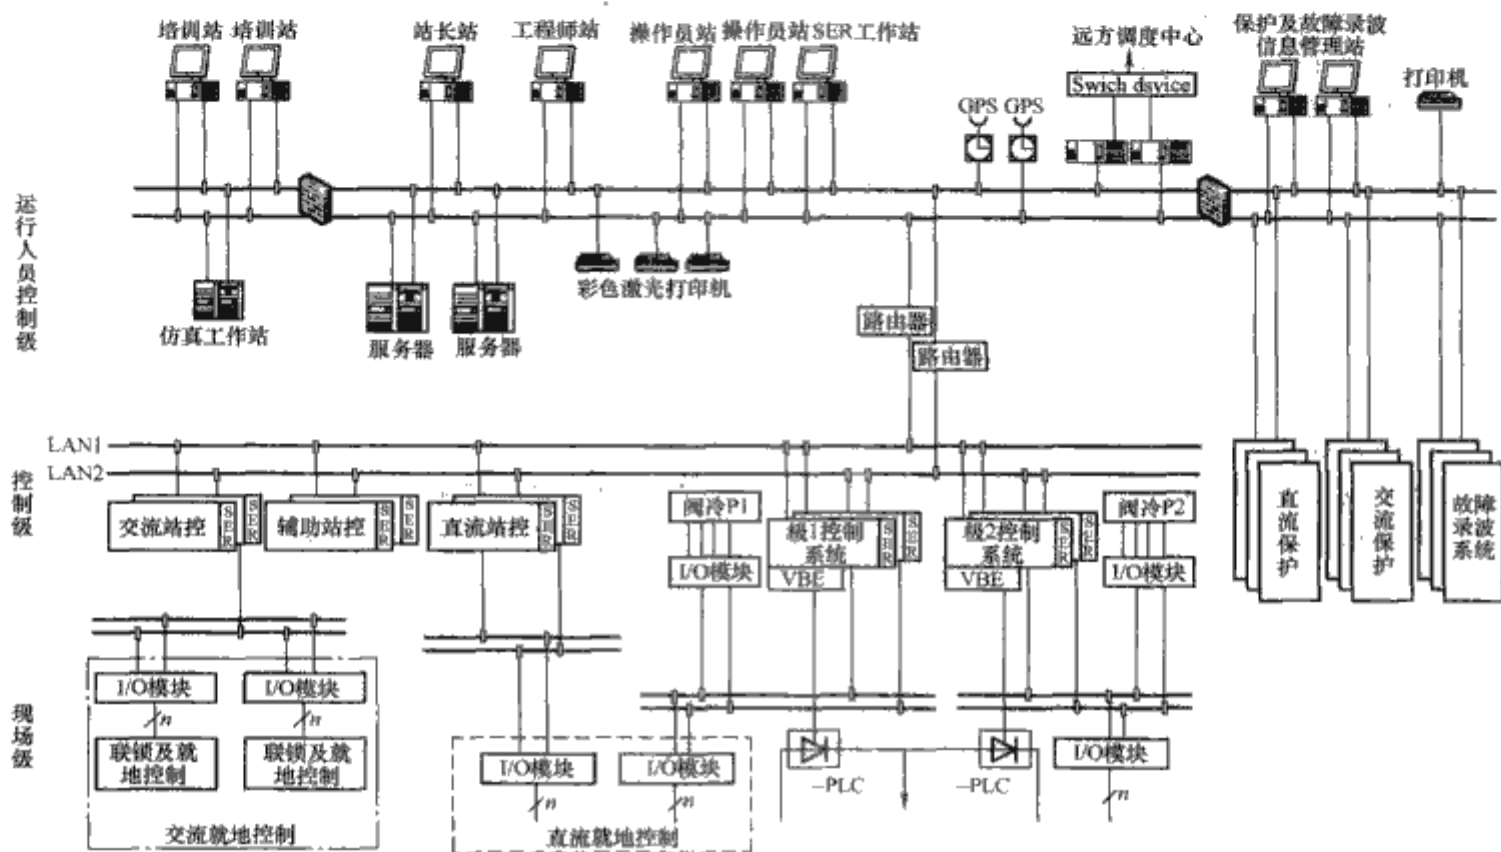 培训站 培训站 站长站 工程师站 操作员站 操作员站 SER工作站
远方调度中心
保护及故障录波
信息管理站
打印机
Swich dsvice
GPS GPS
运行人员控制级
仿真工作站
服务器 服务器
彩色激光打印机
路由器
路由器
LAN1
LAN2
控制级
交流站控 SER SER
辅助站控 SER SER
直流站控 SER SER
阀冷P1
I/O模块
级1控制
系统
SER SER
VBE
级2控制
系统
SER SER
VBE
阀冷P2
I/O模块
直流保护
交流保护
故障录波系统
现场级
I/O模块 I/O模块
n n
联锁及就
地控制
联锁及就
地控制
交流就地控制
I/O模块 I/O模块
n n
直流就地控制
-PLC -PLC
I/O模块
n